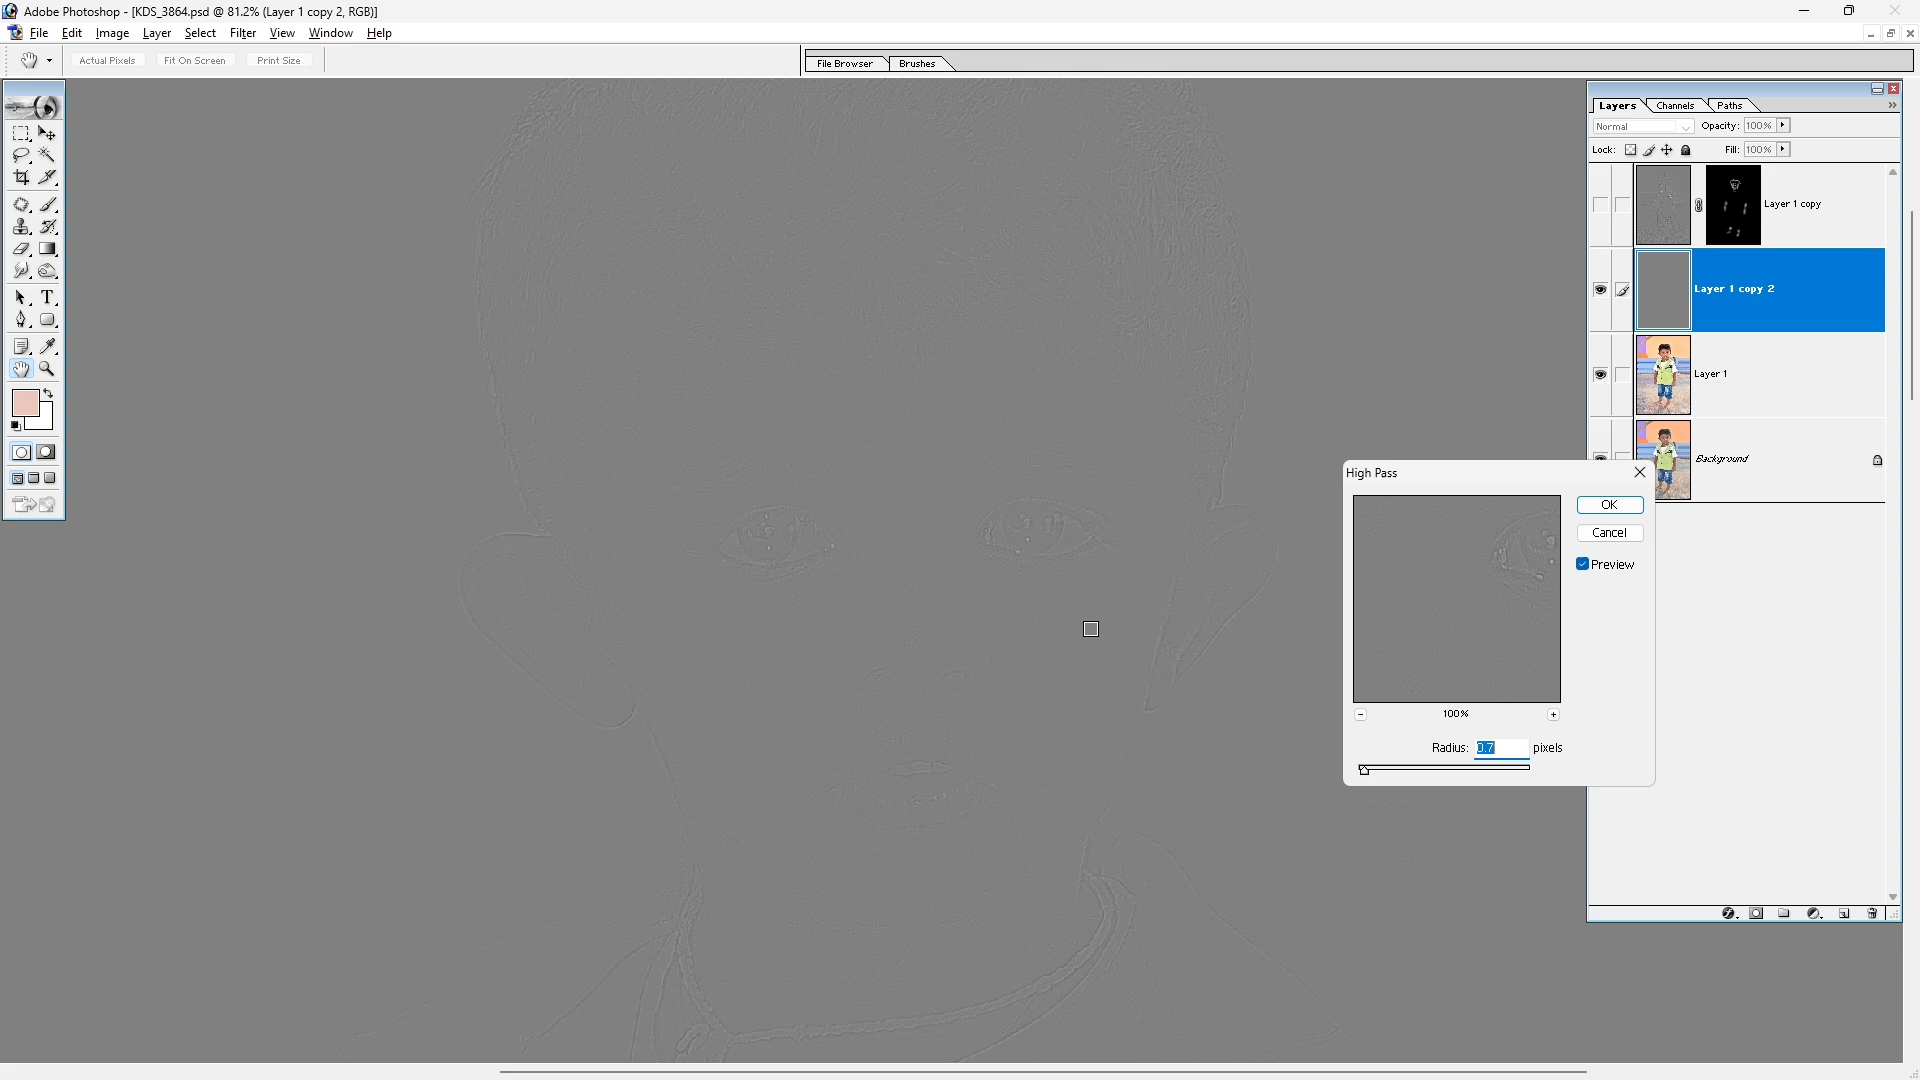 Adobe Photoshop - [KDS_3864.psd @ 81.2% (Layer 1 copy 2, RGB)]
File Edit Image Layer Select Filter View Window Help
Actual Pixels Fit On Screen Print Size
File Browser Brushes
Layers Channels Paths
Normal Opacity: 100%
Lock: Fill: 100%
Layer 1 copy
Layer 1 copy 2
Layer 1
Background
High Pass
OK
Cancel
Preview
100%
Radius: 0.7 pixels